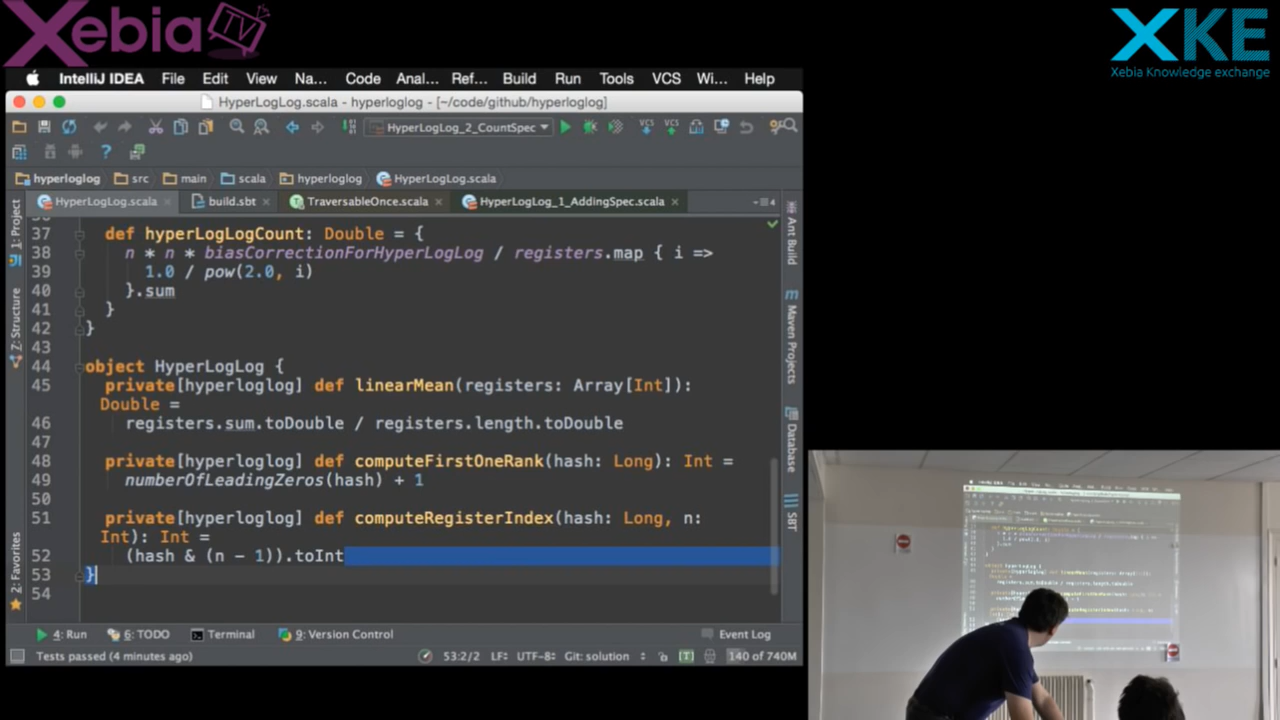 Xebia TV
XKE
Xebia Knowledge exchange
IntelliJ IDEA File Edit View Na... Code Anal... Ref... Build Run Tools VCS Wi... Help
HyperLogLog.scala - hyperloglog - [~/code/github/hyperloglog]
HyperLogLog_2_CountSpec
VCS VCS
hyperloglog src main scala hyperloglog HyperLogLog.scala
HyperLogLog.scala build.sbt TraversableOnce.scala HyperLogLog_1_AddingSpec.scala
1: Project
7: Structure
2: Favorites
36
37 def hyperLogLogCount: Double = {
38 n * n * biasCorrectionForHyperLogLog / registers.map { i =>
39 1.0 / pow(2.0, i)
40 }.sum
41 }
42 }
43
44 object HyperLogLog {
45 private[hyperloglog] def linearMean(registers: Array[Int]):
Double =
46 registers.sum.toDouble / registers.length.toDouble
47
48 private[hyperloglog] def computeFirstOneRank(hash: Long): Int =
49 numberOfLeadingZeros(hash) + 1
50
51 private[hyperloglog] def computeRegisterIndex(hash: Long, n:
Int): Int =
52 (hash & (n - 1)).toInt
53 }
54
Ant Build
Maven Projects
Database
SBT
4: Run 6: TODO Terminal 9: Version Control Event Log
Tests passed (4 minutes ago) 53:2/2 LF UTF-8 Git: solution [T] 140 of 740M